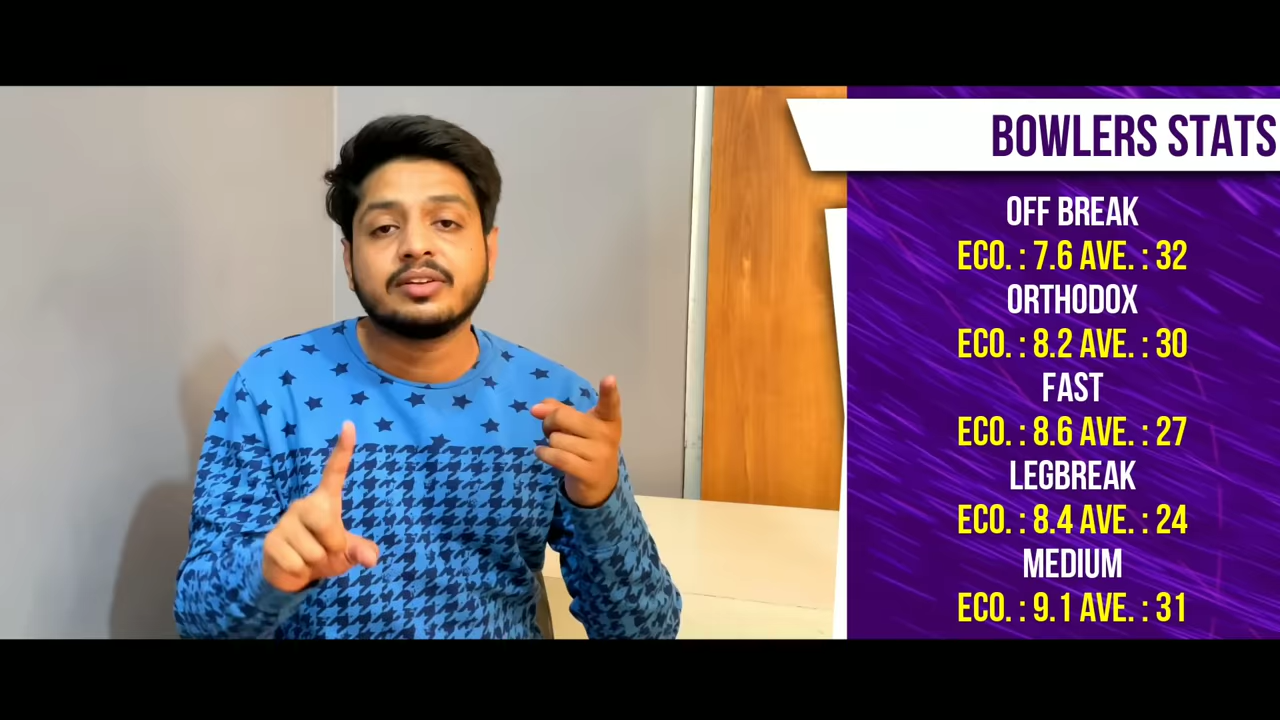 BOWLERS STATS
OFF BREAK
ECO. : 7.6 AVE. : 32
ORTHODOX
ECO. : 8.2 AVE. : 30
FAST
ECO. : 8.6 AVE. : 27
LEGBREAK
ECO. : 8.4 AVE. : 24
MEDIUM
ECO. : 9.1 AVE. : 31